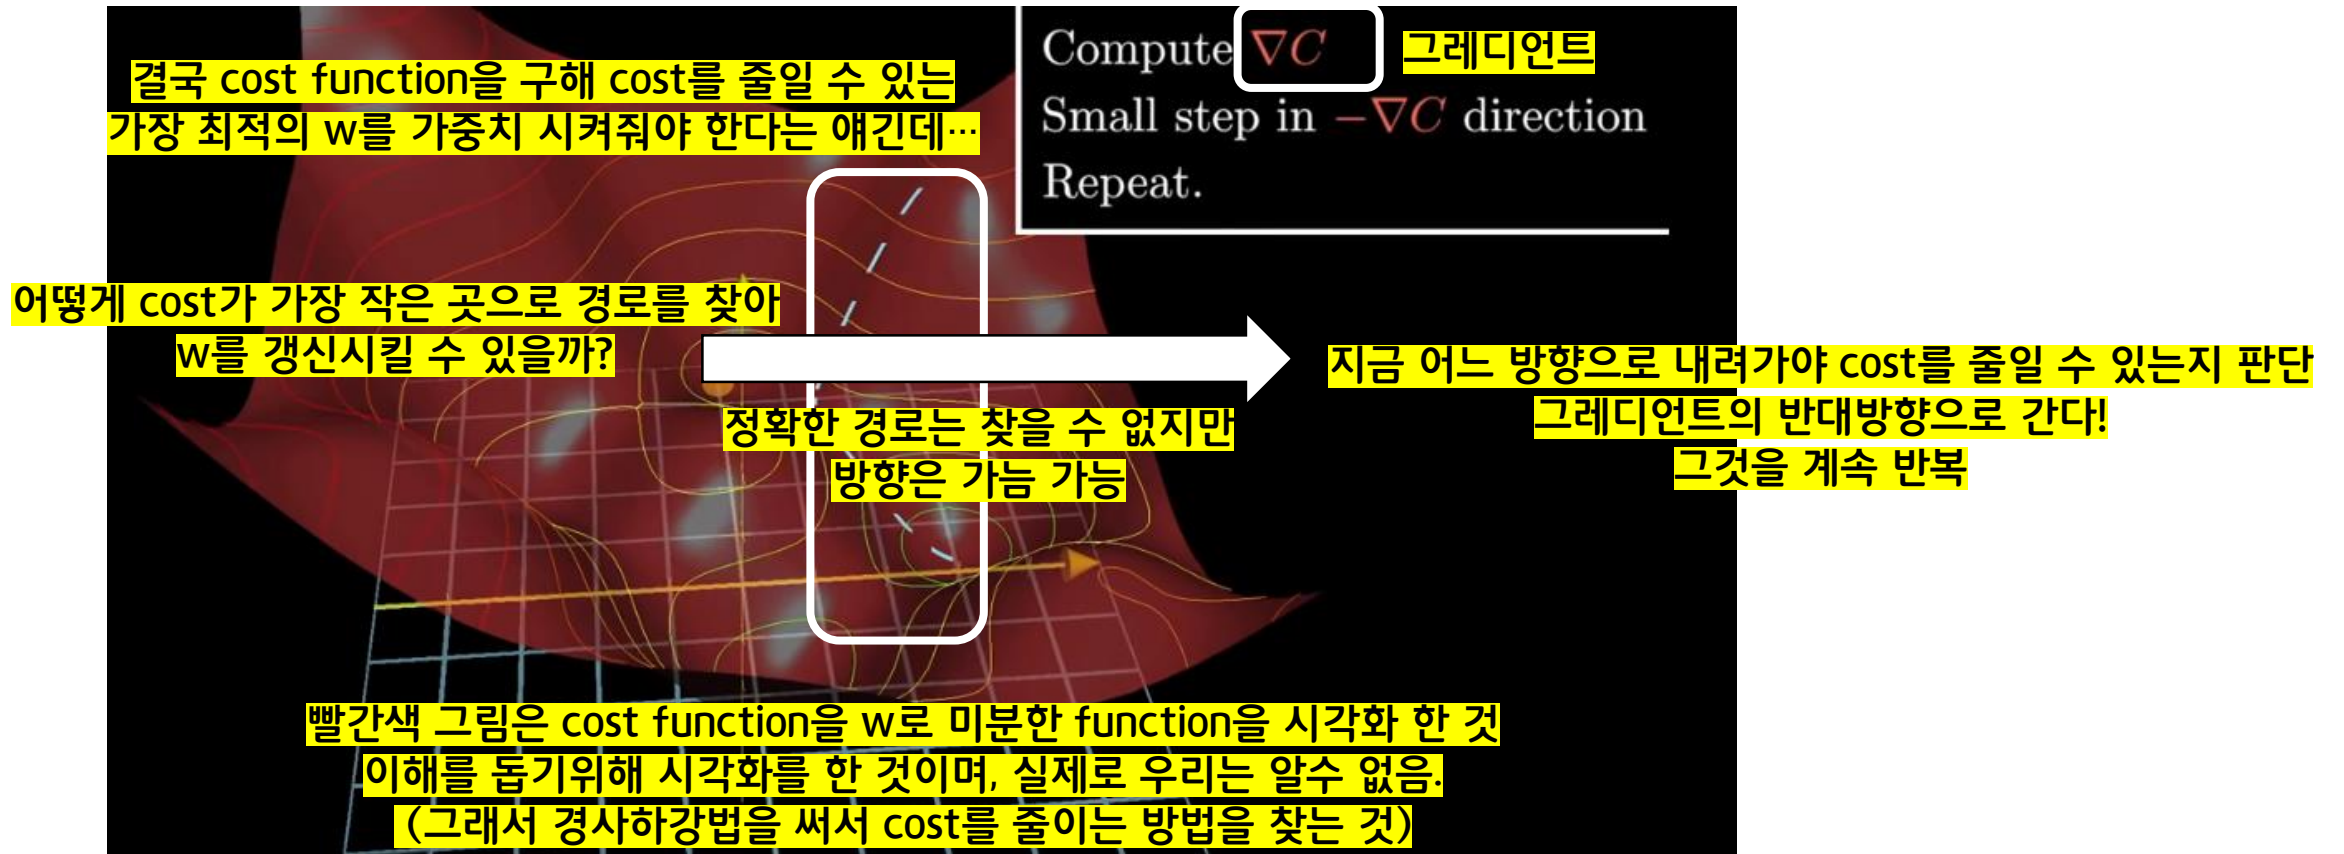 결국 cost function을 구해 cost를 줄일 수 있는
가장 최적의 w를 가중치 시켜줘야 한다는 얘긴데…
Compute ∇C
그레디언트
Small step in −∇C direction
Repeat.
어떻게 cost가 가장 작은 곳으로 경로를 찾아
w를 갱신시킬 수 있을까?
정확한 경로는 찾을 수 없지만
방향은 가늠 가능
지금 어느 방향으로 내려가야 cost를 줄일 수 있는지 판단
그레디언트의 반대방향으로 간다!
그것을 계속 반복
빨간색 그림은 cost function을 w로 미분한 function을 시각화 한 것
이해를 돕기위해 시각화를 한 것이며, 실제로 우리는 알수 없음.
(그래서 경사하강법을 써서 cost를 줄이는 방법을 찾는 것)